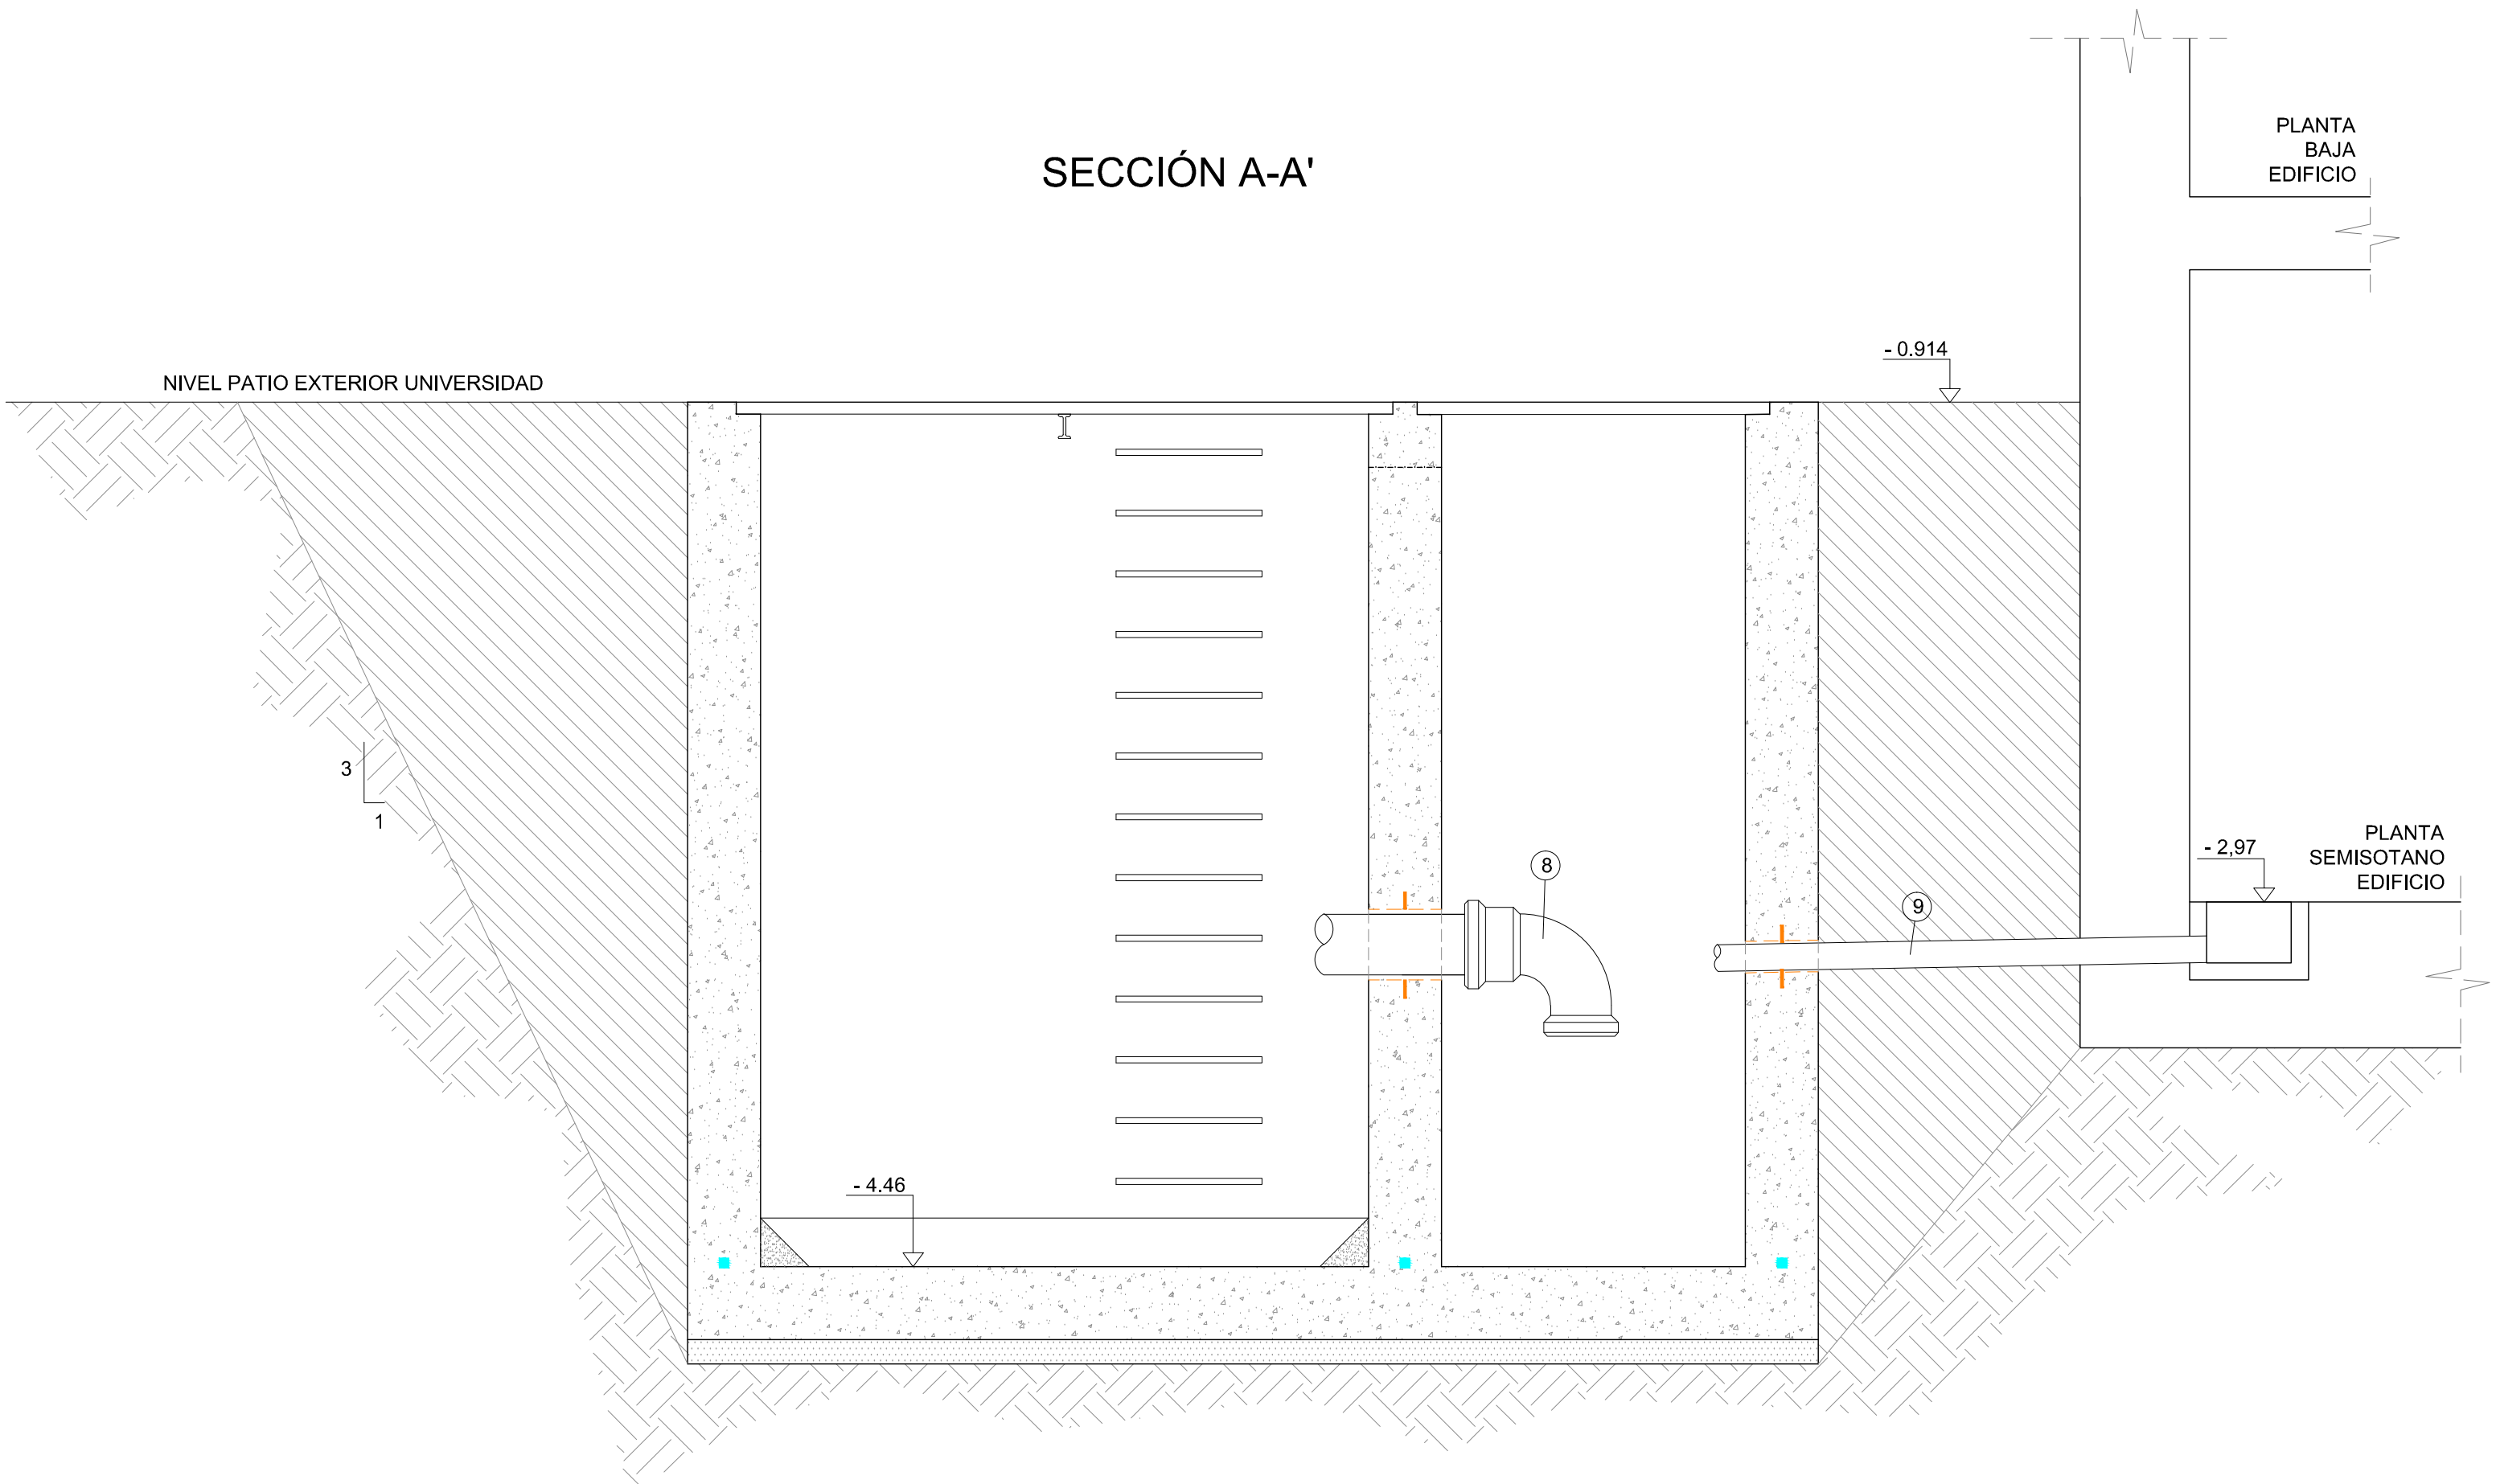 PLANTA
BAJA
EDIFICIO
SECCIÓN A-A'
- 0.914
NIVEL PATIO EXTERIOR UNIVERSIDAD
3
1
8
9
- 2,97
PLANTA
SEMISOTANO
EDIFICIO
- 4.46